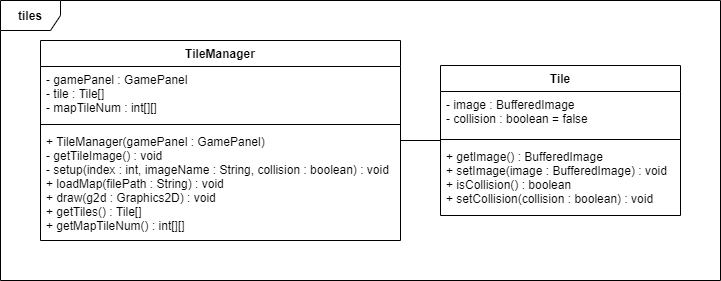 tiles
TileManager
- gamePanel : GamePanel
- tile : Tile[]
- mapTileNum : int[][]
+ TileManager(gamePanel : GamePanel)
- getTileImage() : void
- setup(index : int, imageName : String, collision : boolean) : void
+ loadMap(filePath : String) : void
+ draw(g2d : Graphics2D) : void
+ getTiles() : Tile[]
+ getMapTileNum() : int[][]
Tile
- image : BufferedImage
- collision : boolean = false
+ getImage() : BufferedImage
+ setImage(image : BufferedImage) : void
+ isCollision() : boolean
+ setCollision(collision : boolean) : void